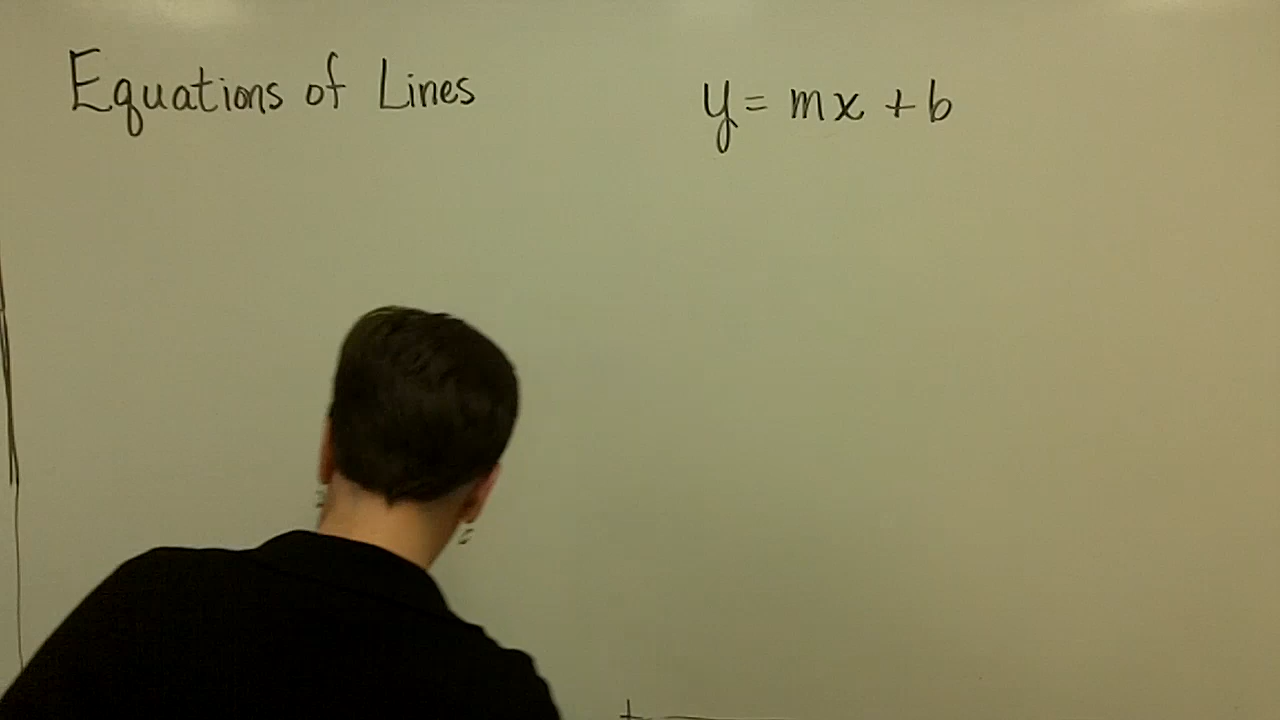 Equations of Lines
y = mx + b